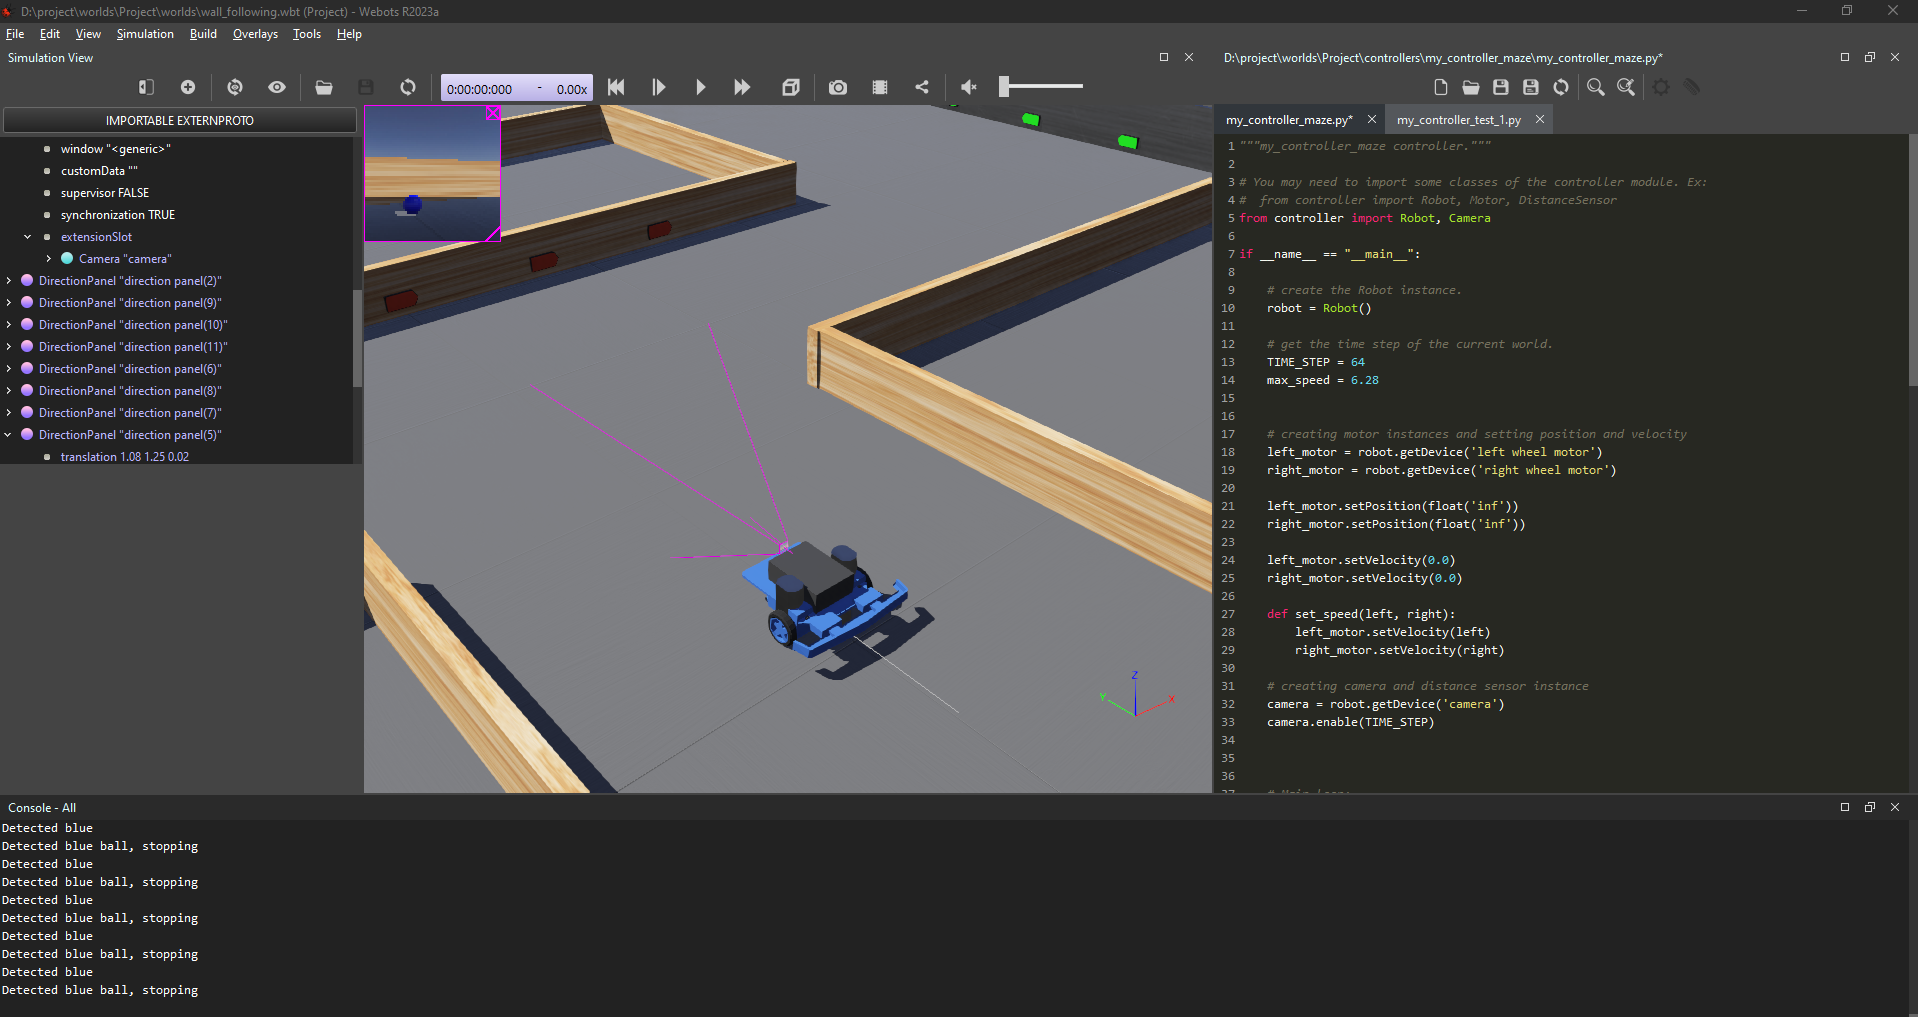 D:\project\worlds\Project\worlds\wall_following.wbt (Project) - Webots R2023a
File Edit View Simulation Build Overlays Tools Help
Simulation View
0:00:00:000 - 0.00x
IMPORTABLE EXTERNPROTO
window "<generic>"
customData ""
supervisor FALSE
synchronization TRUE
extensionSlot
Camera "camera"
DirectionPanel "direction panel(2)"
DirectionPanel "direction panel(9)"
DirectionPanel "direction panel(10)"
DirectionPanel "direction panel(11)"
DirectionPanel "direction panel(6)"
DirectionPanel "direction panel(8)"
DirectionPanel "direction panel(7)"
DirectionPanel "direction panel(5)"
translation 1.08 1.25 0.02
Z
Y
X
D:\project\worlds\Project\controllers\my_controller_maze\my_controller_maze.py*
my_controller_maze.py* my_controller_test_1.py
1 """my_controller_maze controller."""
2
3 # You may need to import some classes of the controller module. Ex:
4 #  from controller import Robot, Motor, DistanceSensor
5 from controller import Robot, Camera
6
7 if __name__ == "__main__":
8
9     # create the Robot instance.
10     robot = Robot()
11
12     # get the time step of the current world.
13     TIME_STEP = 64
14     max_speed = 6.28
15
16
17     # creating motor instances and setting position and velocity
18     left_motor = robot.getDevice('left wheel motor')
19     right_motor = robot.getDevice('right wheel motor')
20
21     left_motor.setPosition(float('inf'))
22     right_motor.setPosition(float('inf'))
23
24     left_motor.setVelocity(0.0)
25     right_motor.setVelocity(0.0)
26
27     def set_speed(left, right):
28         left_motor.setVelocity(left)
29         right_motor.setVelocity(right)
30
31     # creating camera and distance sensor instance
32     camera = robot.getDevice('camera')
33     camera.enable(TIME_STEP)
34
35
36
Console - All
Detected blue
Detected blue ball, stopping
Detected blue
Detected blue ball, stopping
Detected blue
Detected blue ball, stopping
Detected blue
Detected blue ball, stopping
Detected blue
Detected blue ball, stopping